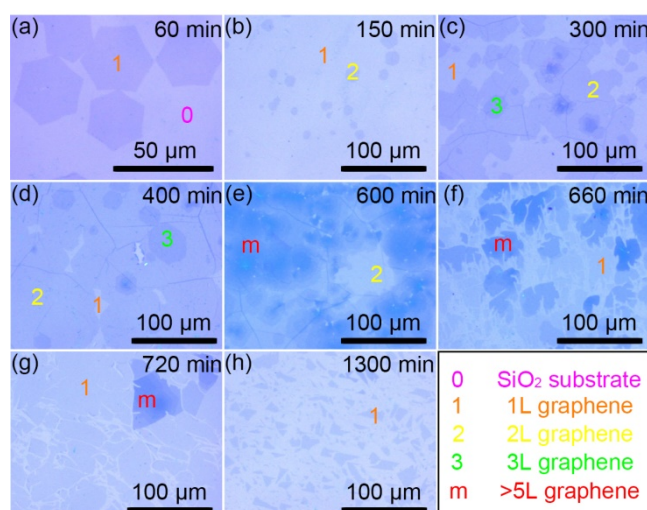 (a) 60 min
1
0
50 μm
(b) 150 min
1
2
100 μm
(c) 300 min
1
2
3
100 μm
(d) 400 min
3
2
1
100 μm
(e) 600 min
m
2
100 μm
(f) 660 min
m
1
100 μm
(g) 720 min
1
m
100 μm
(h) 1300 min
1
100 μm
0 SiO₂ substrate
1 1L graphene
2 2L graphene
3 3L graphene
m >5L graphene